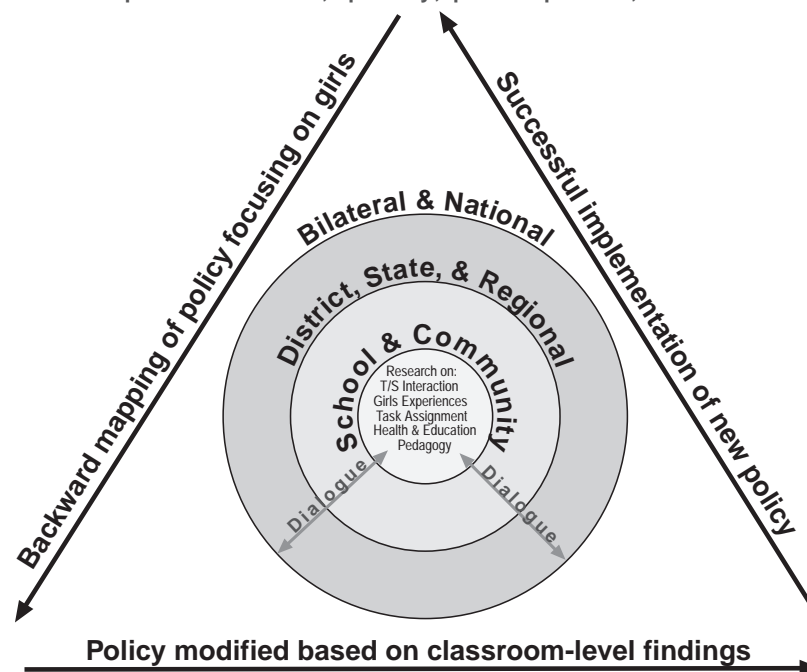 Backward mapping of policy focusing on girls
Successful implementation of new policy
Bilateral & National
District, State, & Regional
School & Community
Research on:
T/S Interaction
Girls Experiences
Task Assignment
Health & Education
Pedagogy
Dialogue
Dialogue
Policy modified based on classroom-level findings